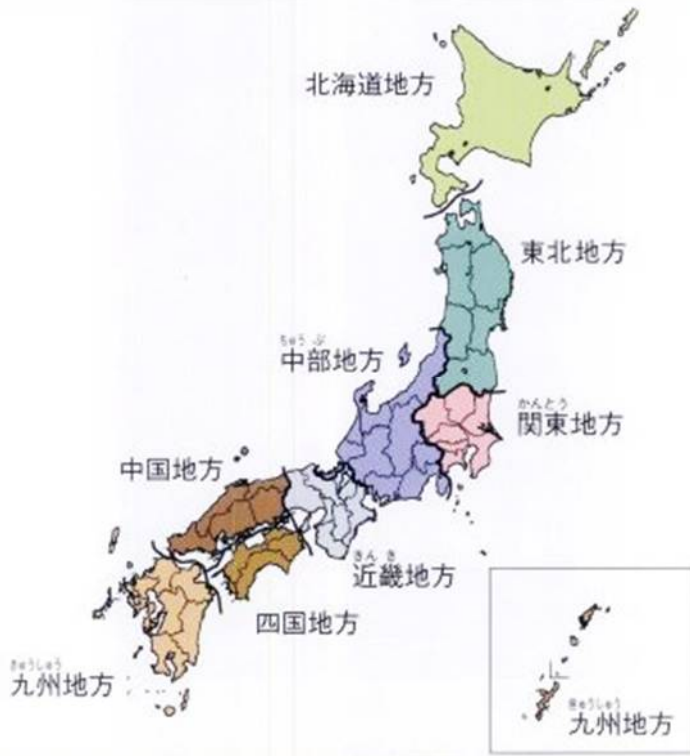 北海道地方
東北地方
ちゅうぶ
中部地方
かんとう
関東地方
中国地方
きんき
近畿地方
四国地方
きゅうしゅう
九州地方
きゅうしゅう
九州地方